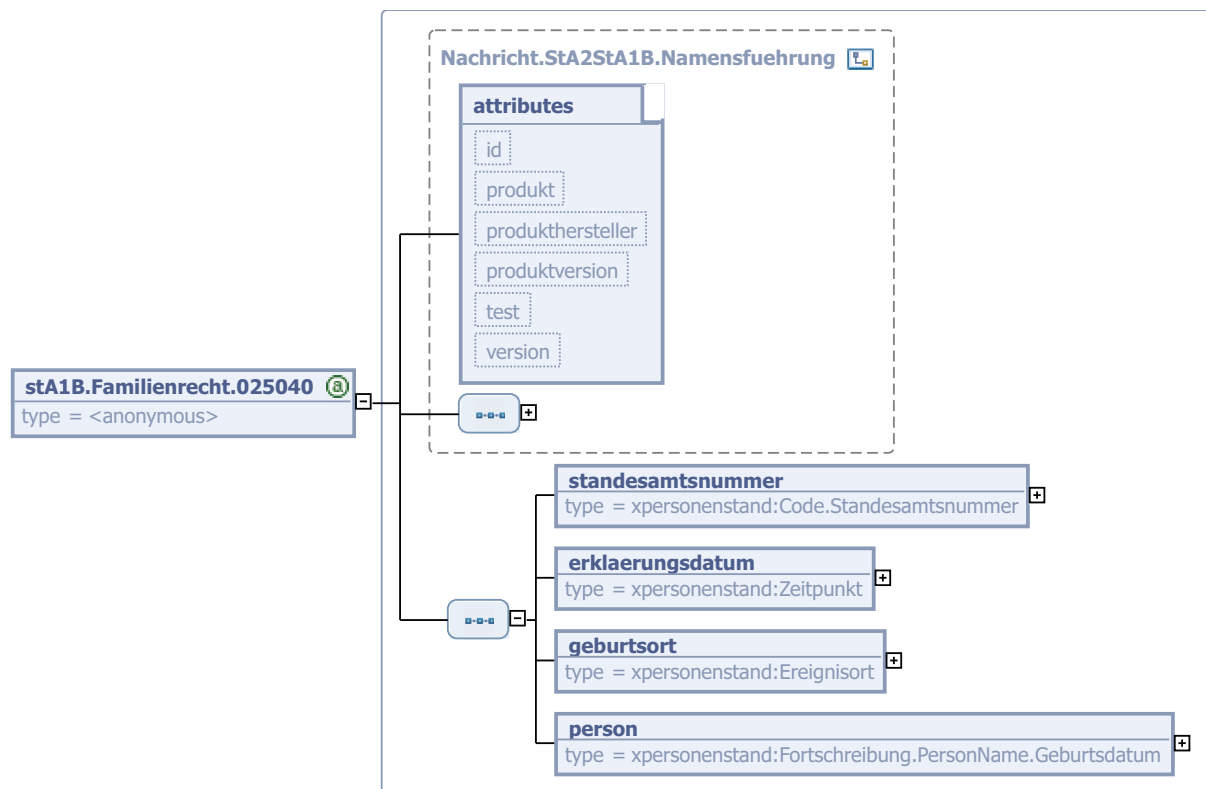 Nachricht.StA2StA1B.Namensfuehrung
attributes
id
produkt
produkthersteller
produktversion
test
version
stA1B.Familienrecht.025040 a
type = <anonymous>
standesamtsnummer
type = xpersonenstand:Code.Standesamtsnummer
erklaerungsdatum
type = xpersonenstand:Zeitpunkt
geburtsort
type = xpersonenstand:Ereignisort
person
type = xpersonenstand:Fortschreibung.PersonName.Geburtsdatum